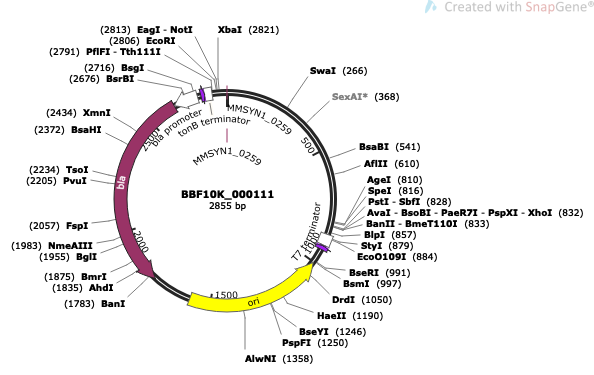 Created with SnapGene®
(2813) EagI - NotI
XbaI (2821)
(2806) EcoRI
(2791) PflFI - Tth111I
(2716) BsgI
(2676) BsrBI
SwaI (266)
SexAI* (368)
(2434) XmnI
(2372) BsaHI
bla promoter
tonB terminator
MMSYN1_0259
MMSYN1_0259
2500
500
BsaBI (541)
AflII (610)
(2234) TsoI
(2205) PvuI
bla
BBF10K_000111
2855 bp
AgeI (810)
SpeI (816)
PstI - SbfI (828)
AvaI - BsoBI - PaeR7I - PspXI - XhoI (832)
BanII - BmeT110I (833)
BlpI (857)
StyI (879)
EcoO109I (884)
(2057) FspI
(1983) NmeAIII
(1955) BglI
2000
T7 terminator
1000
BseRI (991)
BsmI (997)
(1875) BmrI
(1835) AhdI
(1783) BanI
1500
ori
DrdI (1050)
HaeII (1190)
BseYI (1246)
PspFI (1250)
AlwNI (1358)